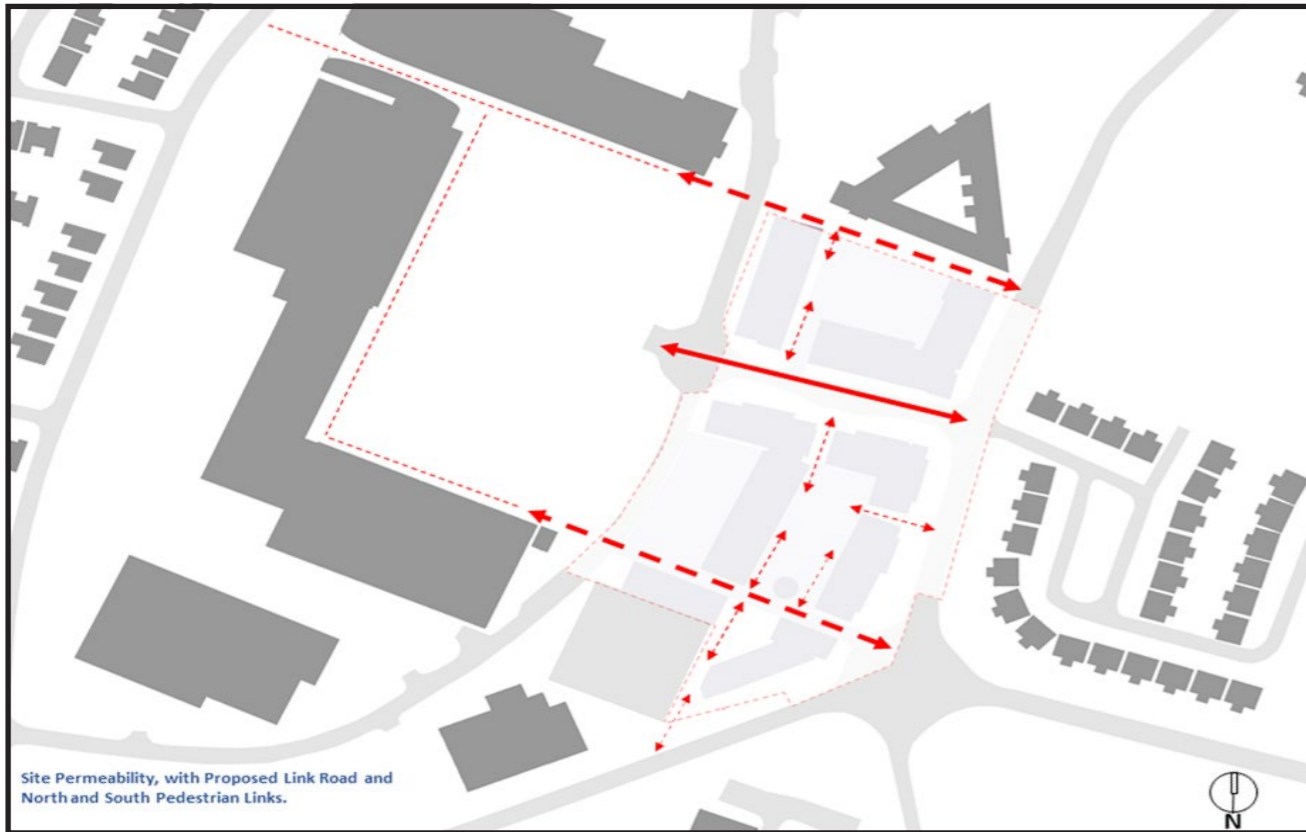 Site Permeability, with Proposed Link Road and
North and South Pedestrian Links.
N